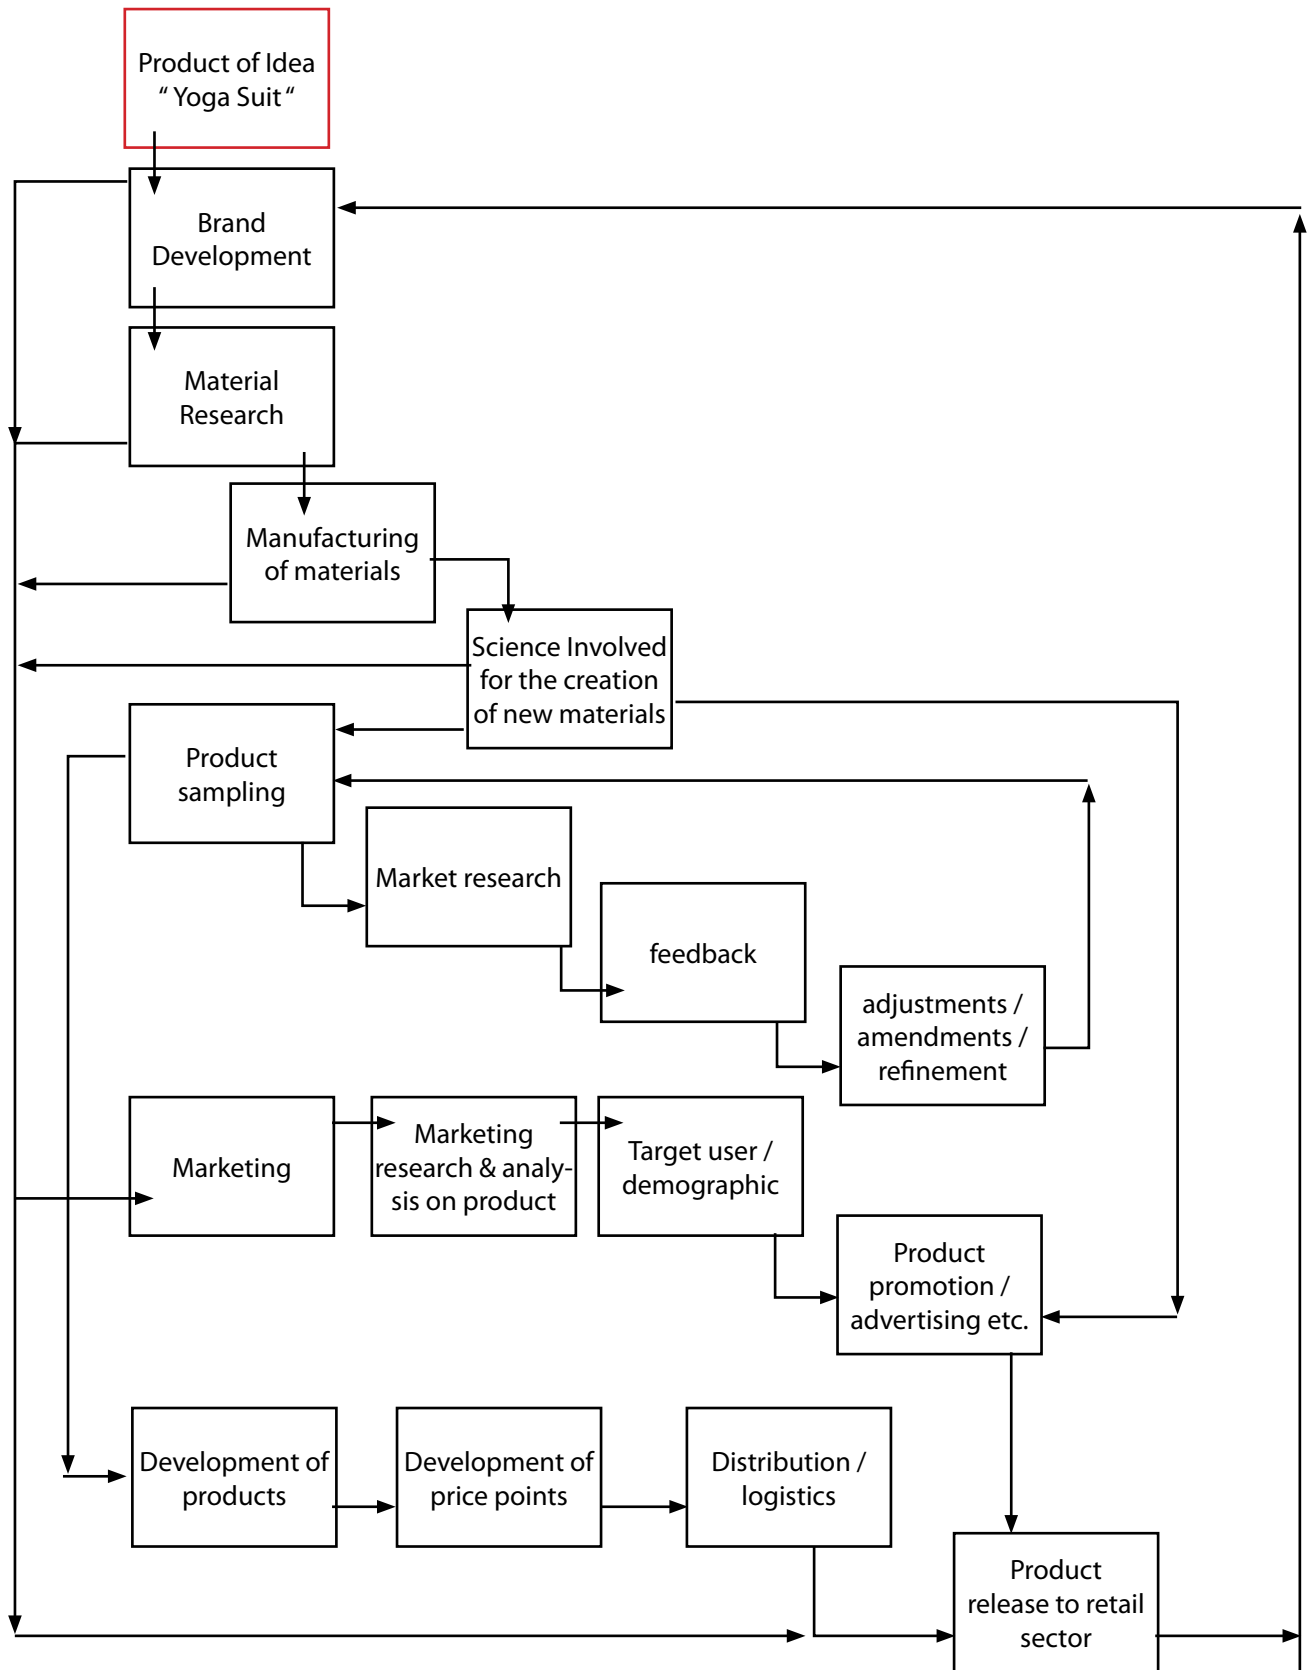 Product of Idea
“ Yoga Suit “
Brand
Development
Material
Research
Manufacturing
of materials
Science Involved
for the creation
of new materials
Product
sampling
Market research
feedback
adjustments /
amendments /
refinement
Marketing
Marketing
research & analy-
sis on product
Target user /
demographic
Product
promotion /
advertising etc.
Development of
products
Development of
price points
Distribution /
logistics
Product
release to retail
sector